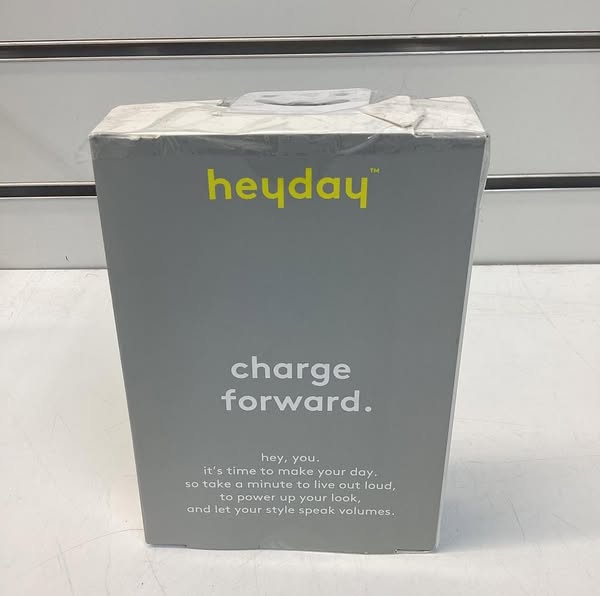 heyday™
charge
forward.
hey, you.
it's time to make your day.
so take a minute to live out loud,
to power up your look,
and let your style speak volumes.